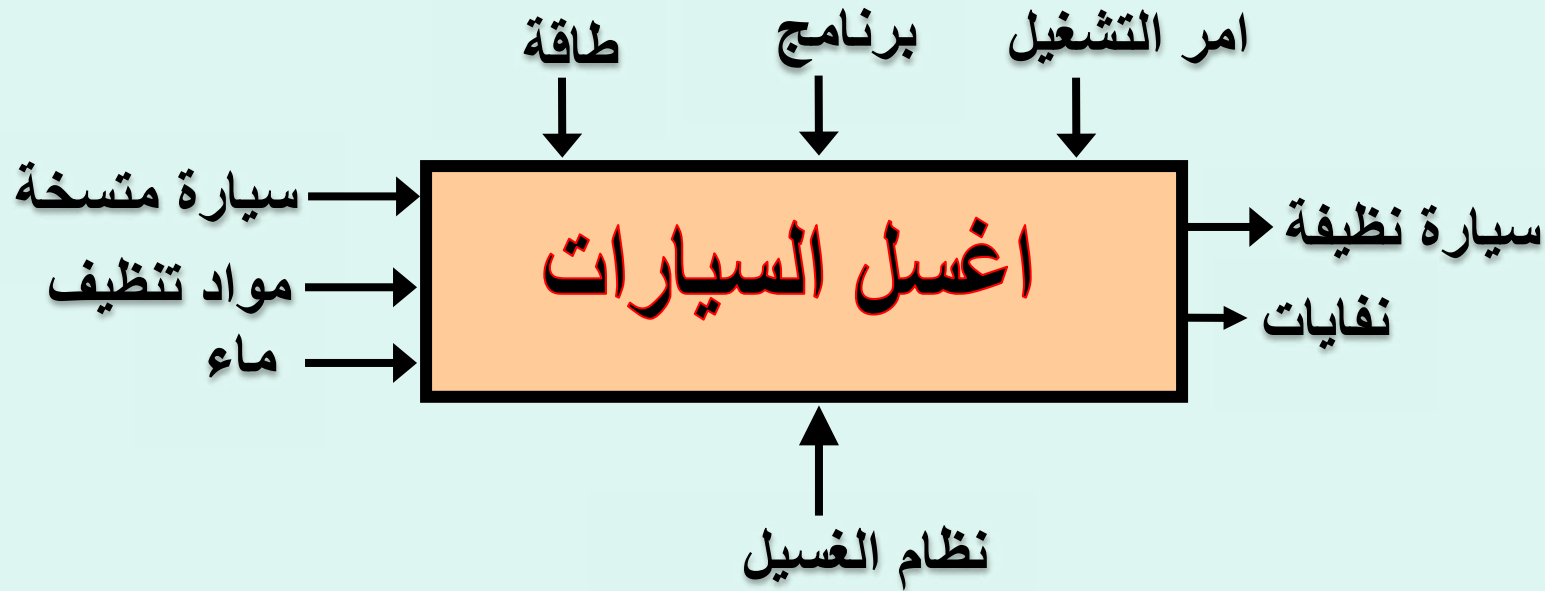 امر التشغيل
برنامج
طاقة
سيارة متسخة
مواد تنظيف
ماء
اغسل السيارات
سيارة نظيفة
نفايات
نظام الغسيل